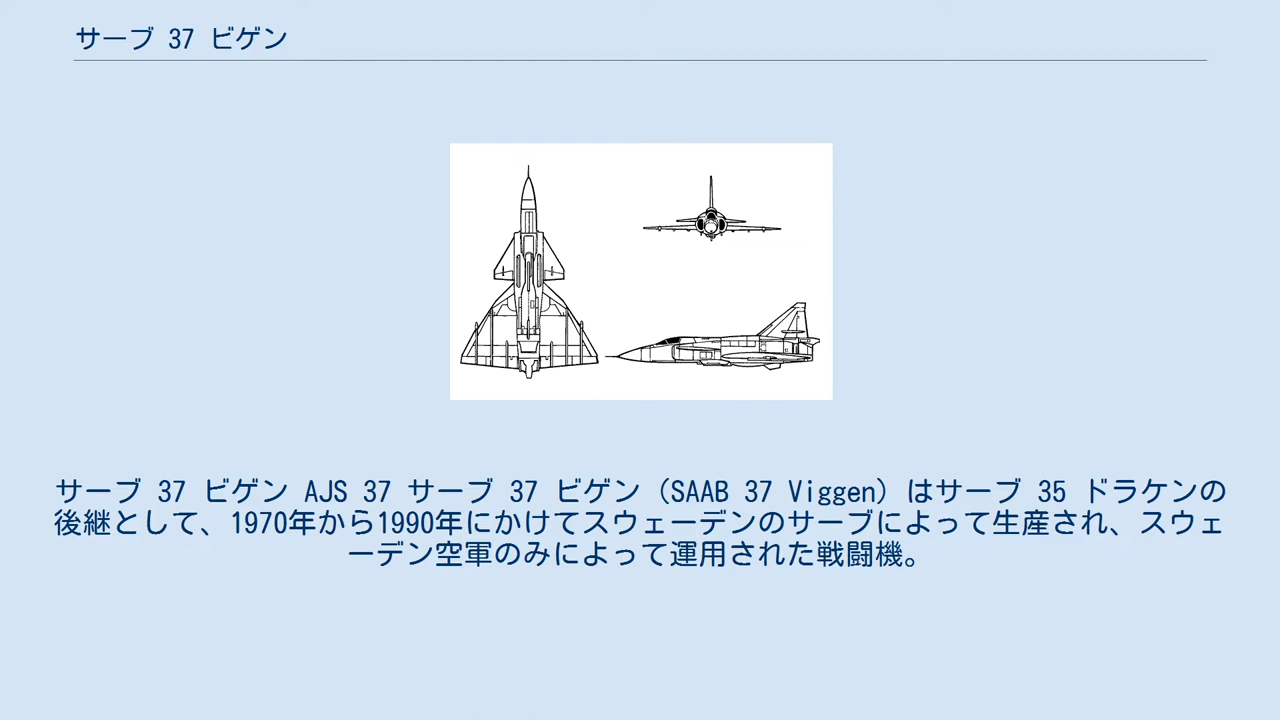 サーブ 37 ビゲン
サーブ 37 ビゲン AJS 37 サーブ 37 ビゲン（SAAB 37 Viggen）はサーブ 35 ドラケンの
後継として、1970年から1990年にかけてスウェーデンのサーブによって生産され、スウェ
ーデン空軍のみによって運用された戦闘機。